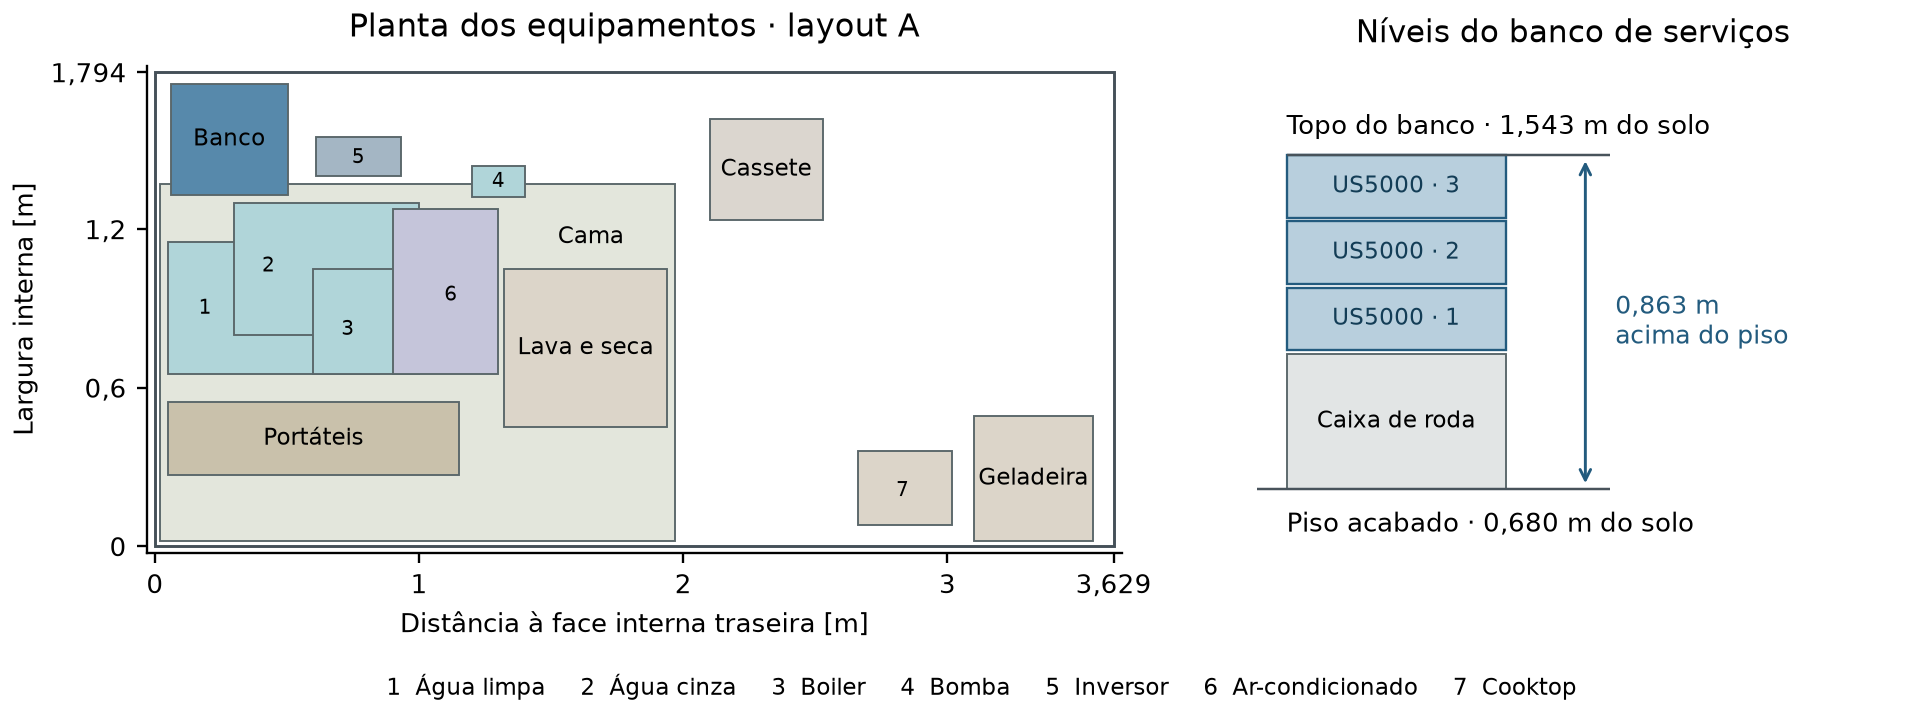 Planta dos equipamentos · layout A
Níveis do banco de serviços
1,794
1,2
0,6
0
Largura interna [m]
Banco
5
4
Cassete
Cama
2
1
3
6
Lava e seca
Portáteis
7
Geladeira
0
1
2
3
3,629
Distância à face interna traseira [m]
Topo do banco · 1,543 m do solo
US5000 · 3
US5000 · 2
US5000 · 1
Caixa de roda
0,863 m
acima do piso
Piso acabado · 0,680 m do solo
1 Água limpa 2 Água cinza 3 Boiler 4 Bomba 5 Inversor 6 Ar-condicionado 7 Cooktop